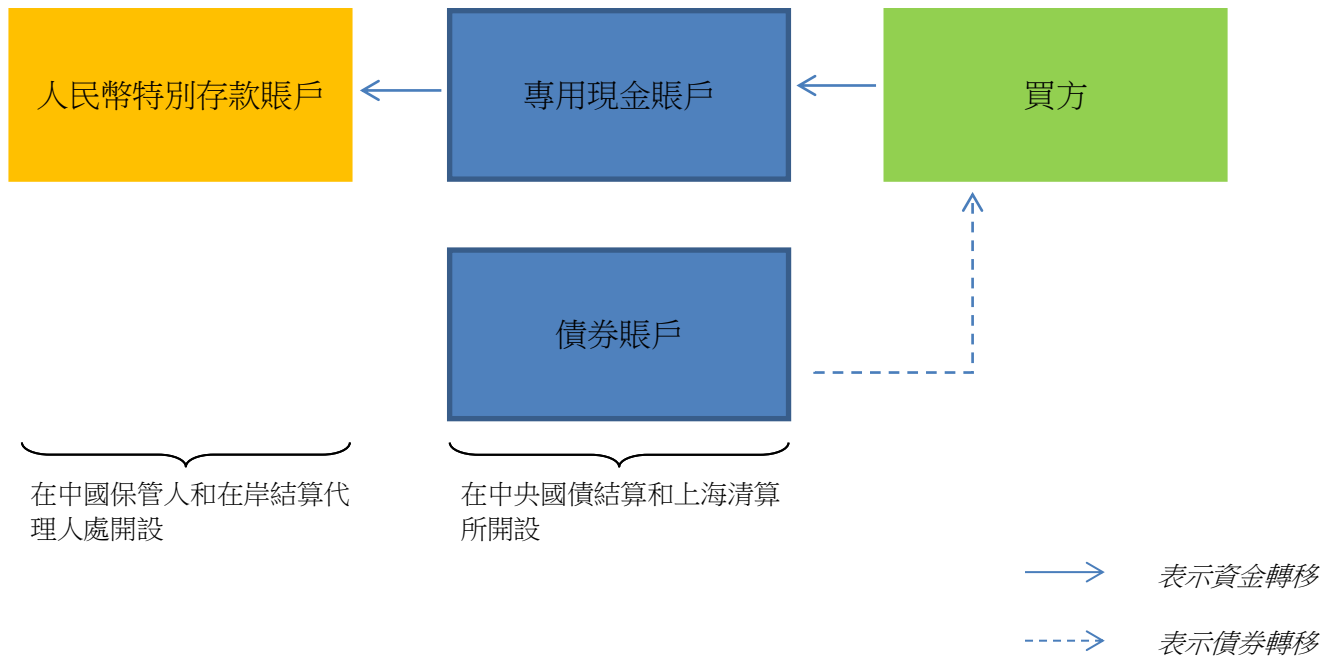 人民幣特別存款賬戶
專用現金賬戶
買方
債券賬戶
在中國保管人和在岸結算代
理人處開設
在中央國債結算和上海清算
所開設
表示資金轉移
表示債券轉移